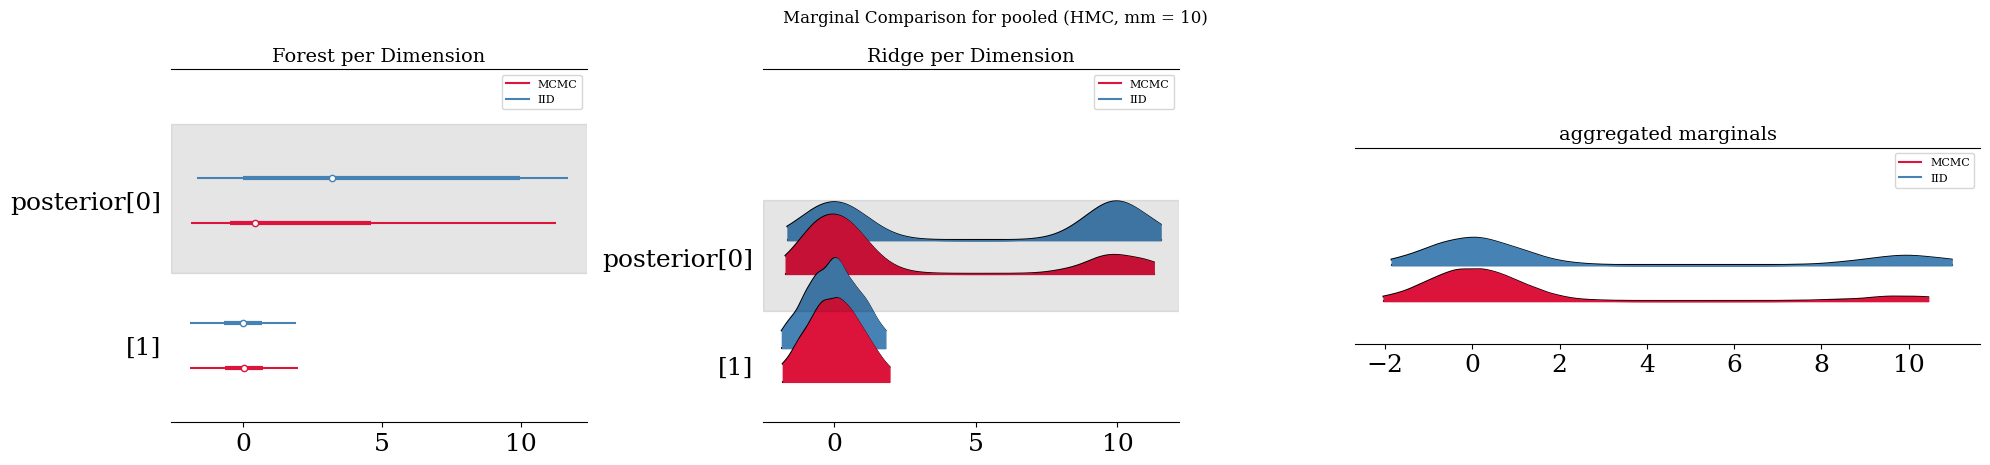 Marginal Comparison for pooled (HMC, mm = 10)
Forest per Dimension
MCMC
IID
posterior[0]
[1]
0 5 10
Ridge per Dimension
MCMC
IID
posterior[0]
[1]
0 5 10
aggregated marginals
MCMC
IID
−2 0 2 4 6 8 10